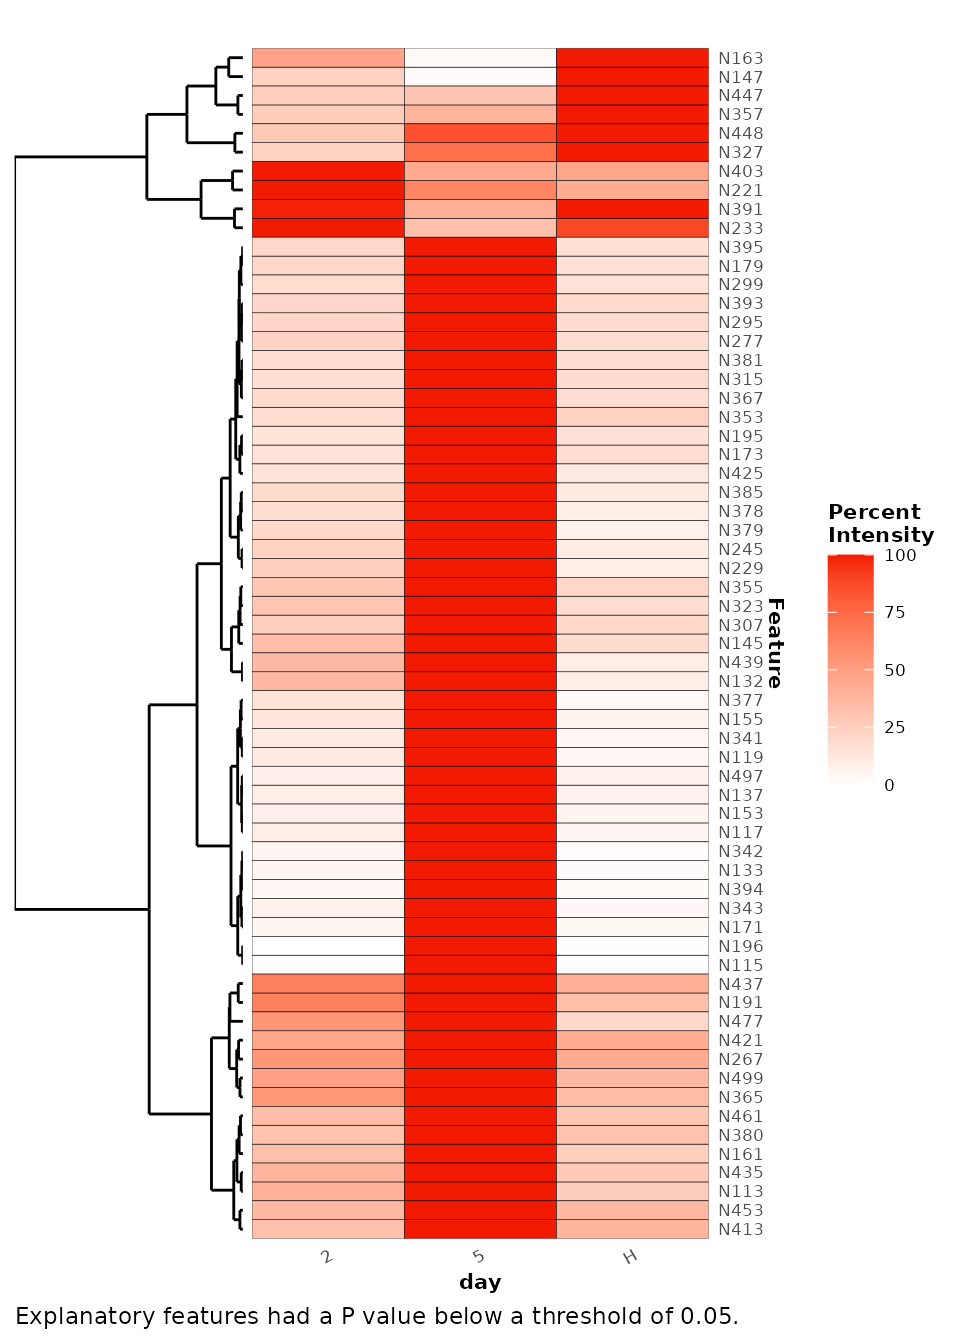 N163
N147
N447
N357
N448
N327
N403
N221
N391
N233
N395
N179
N299
N393
N295
N277
N381
N315
N367
N353
N195
N173
N425
N385
N378
N379
N245
N229
N355
N323
N307
N145
N439
N132
N377
N155
N341
N119
N497
N137
N153
N117
N342
N133
N394
N343
N171
N196
N115
N437
N191
N477
N421
N267
N499
N365
N461
N380
N161
N435
N113
N453
N413
Feature
Percent
Intensity
100
75
50
25
0
2 5 H
day
Explanatory features had a P value below a threshold of 0.05.